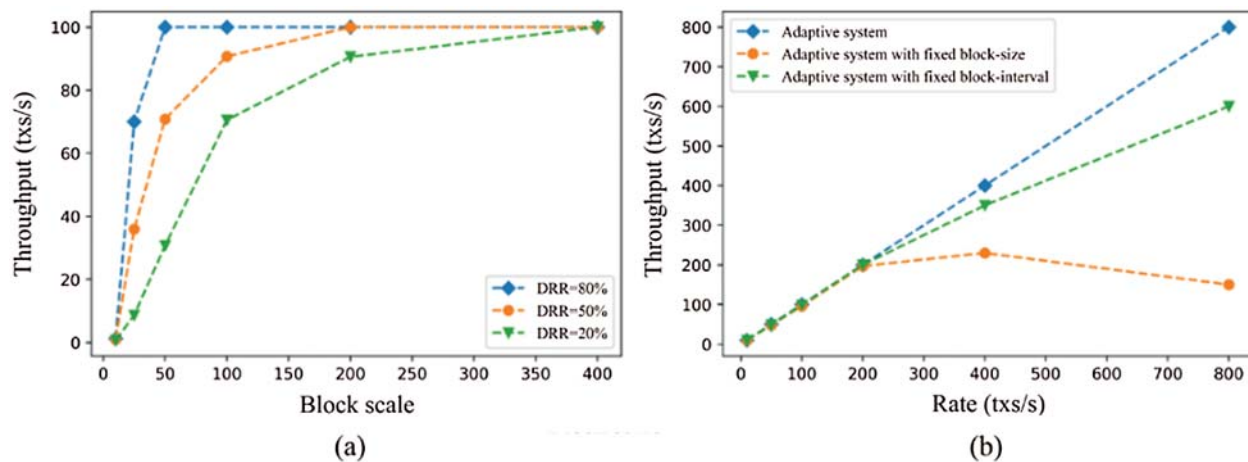 Throughput (txs/s)
100
80
60
40
20
0
DRR=80%
DRR=50%
DRR=20%
0 50 100 150 200 250 300 350 400
Block scale
(a)
Throughput (txs/s)
800
700
600
500
400
300
200
100
0
Adaptive system
Adaptive system with fixed block-size
Adaptive system with fixed block-interval
0 100 200 300 400 500 600 700 800
Rate (txs/s)
(b)